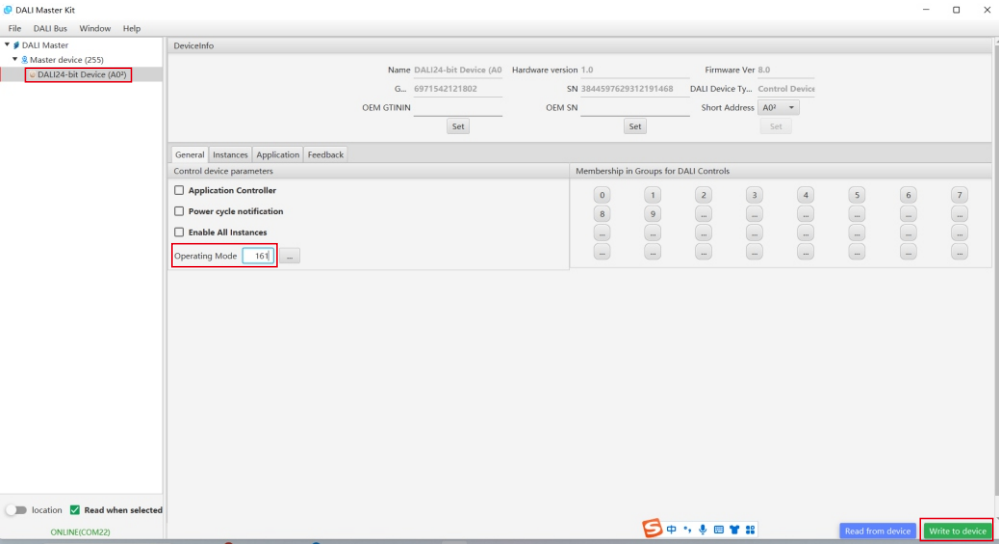 DALI Master Kit
File DALI Bus Window Help
DALI Master
Master device (255)
DALI24-bit Device (A0²)
DeviceInfo
Name DALI24-bit Device (A0 Hardware version 1.0 Firmware Ver 8.0
G... 6971542121802 SN 3844597629312191468 DALI Device Ty... Control Device
OEM GTININ OEM SN Short Address A0²
Set Set Set
General Instances Application Feedback
Control device parameters Membership in Groups for DALI Controls
Application Controller
Power cycle notification
Enable All Instances
Operating Mode 161 ...
0 1 2 3 4 5 6 7
8 9 ... ... ... ... ... ...
... ... ... ... ... ... ... ...
... ... ... ... ... ... ... ...
location Read when selected
ONLINE(COM22)
S 中
Read from device Write to device